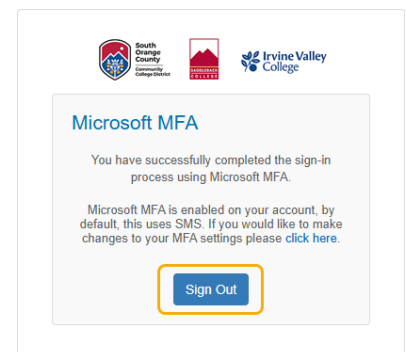 South
Orange
County
Community
College District
SADDLEBACK
COLLEGE
Irvine Valley
College
Microsoft MFA
You have successfully completed the sign-in
process using Microsoft MFA.
Microsoft MFA is enabled on your account, by
default, this uses SMS. If you would like to make
changes to your MFA settings please click here.
Sign Out